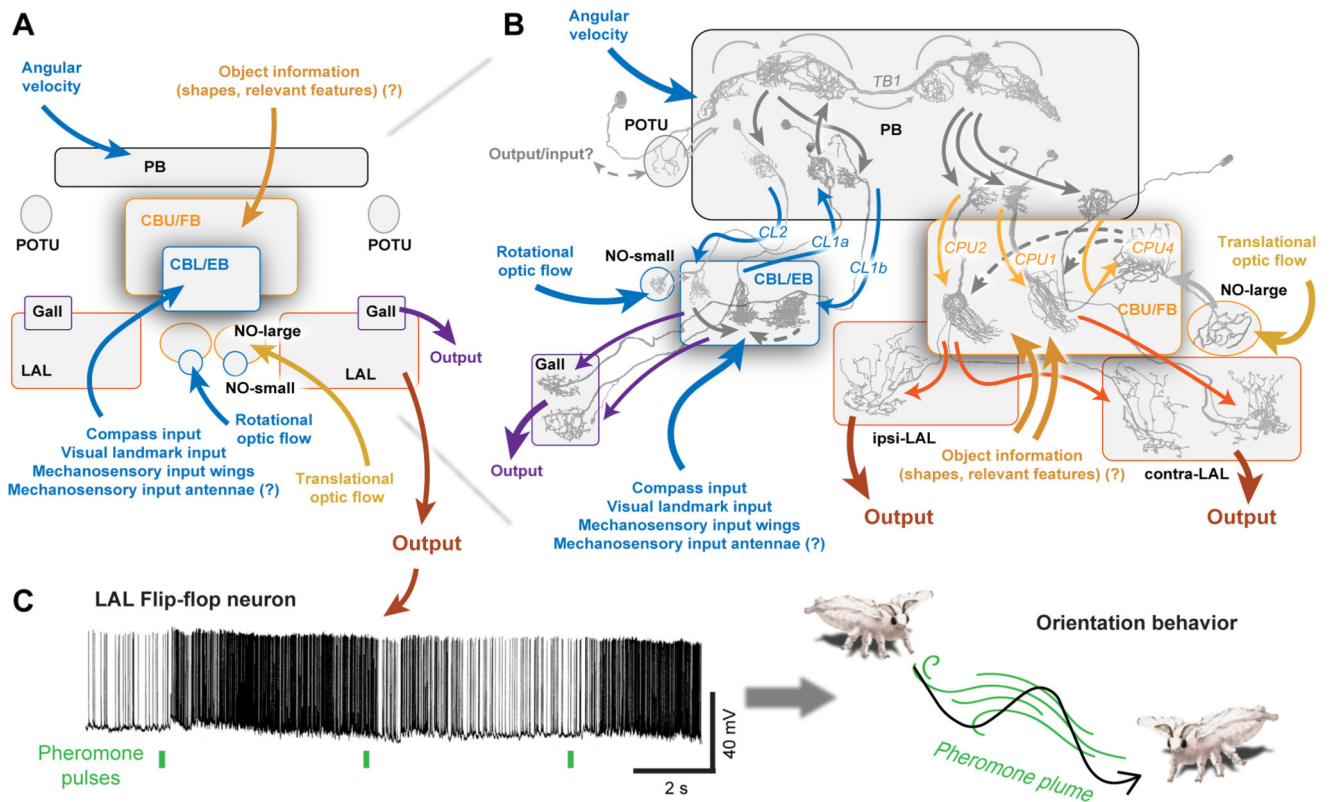 A
Angular
velocity
Object information
(shapes, relevant features) (?)
PB
POTU
CBU/FB
POTU
CBL/EB
Gall
Gall
NO-large
Output
LAL
LAL
NO-small
Compass input
Visual landmark input
Mechanosensory input wings
Mechanosensory input antennae (?)
Rotational
optic flow
Translational
optic flow
Output
B
Angular
velocity
TB1
POTU
PB
Output/input?
CL2
CL1a
CL1b
CPU2
CPU1
CPU4
Rotational
optic flow
NO-small
CBL/EB
Translational
optic flow
NO-large
CBU/FB
Gall
Output
ipsi-LAL
Object information
(shapes, relevant features) (?)
contra-LAL
Compass input
Visual landmark input
Mechanosensory input wings
Mechanosensory input antennae (?)
Output
Output
C
LAL Flip-flop neuron
40 mV
Pheromone
pulses
2 s
Orientation behavior
Pheromone plume